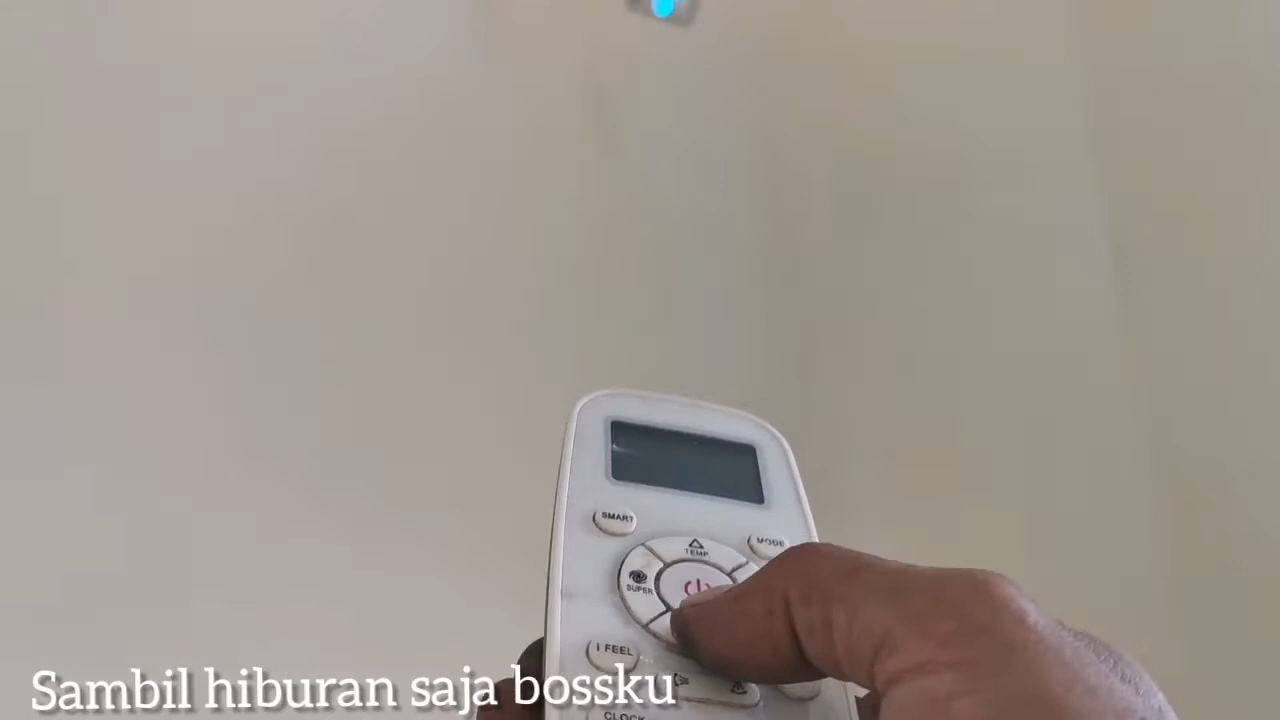 SMART
MODE
TEMP.
SUPER
I FEEL
CLOCK
Sambil hiburan saja bossku